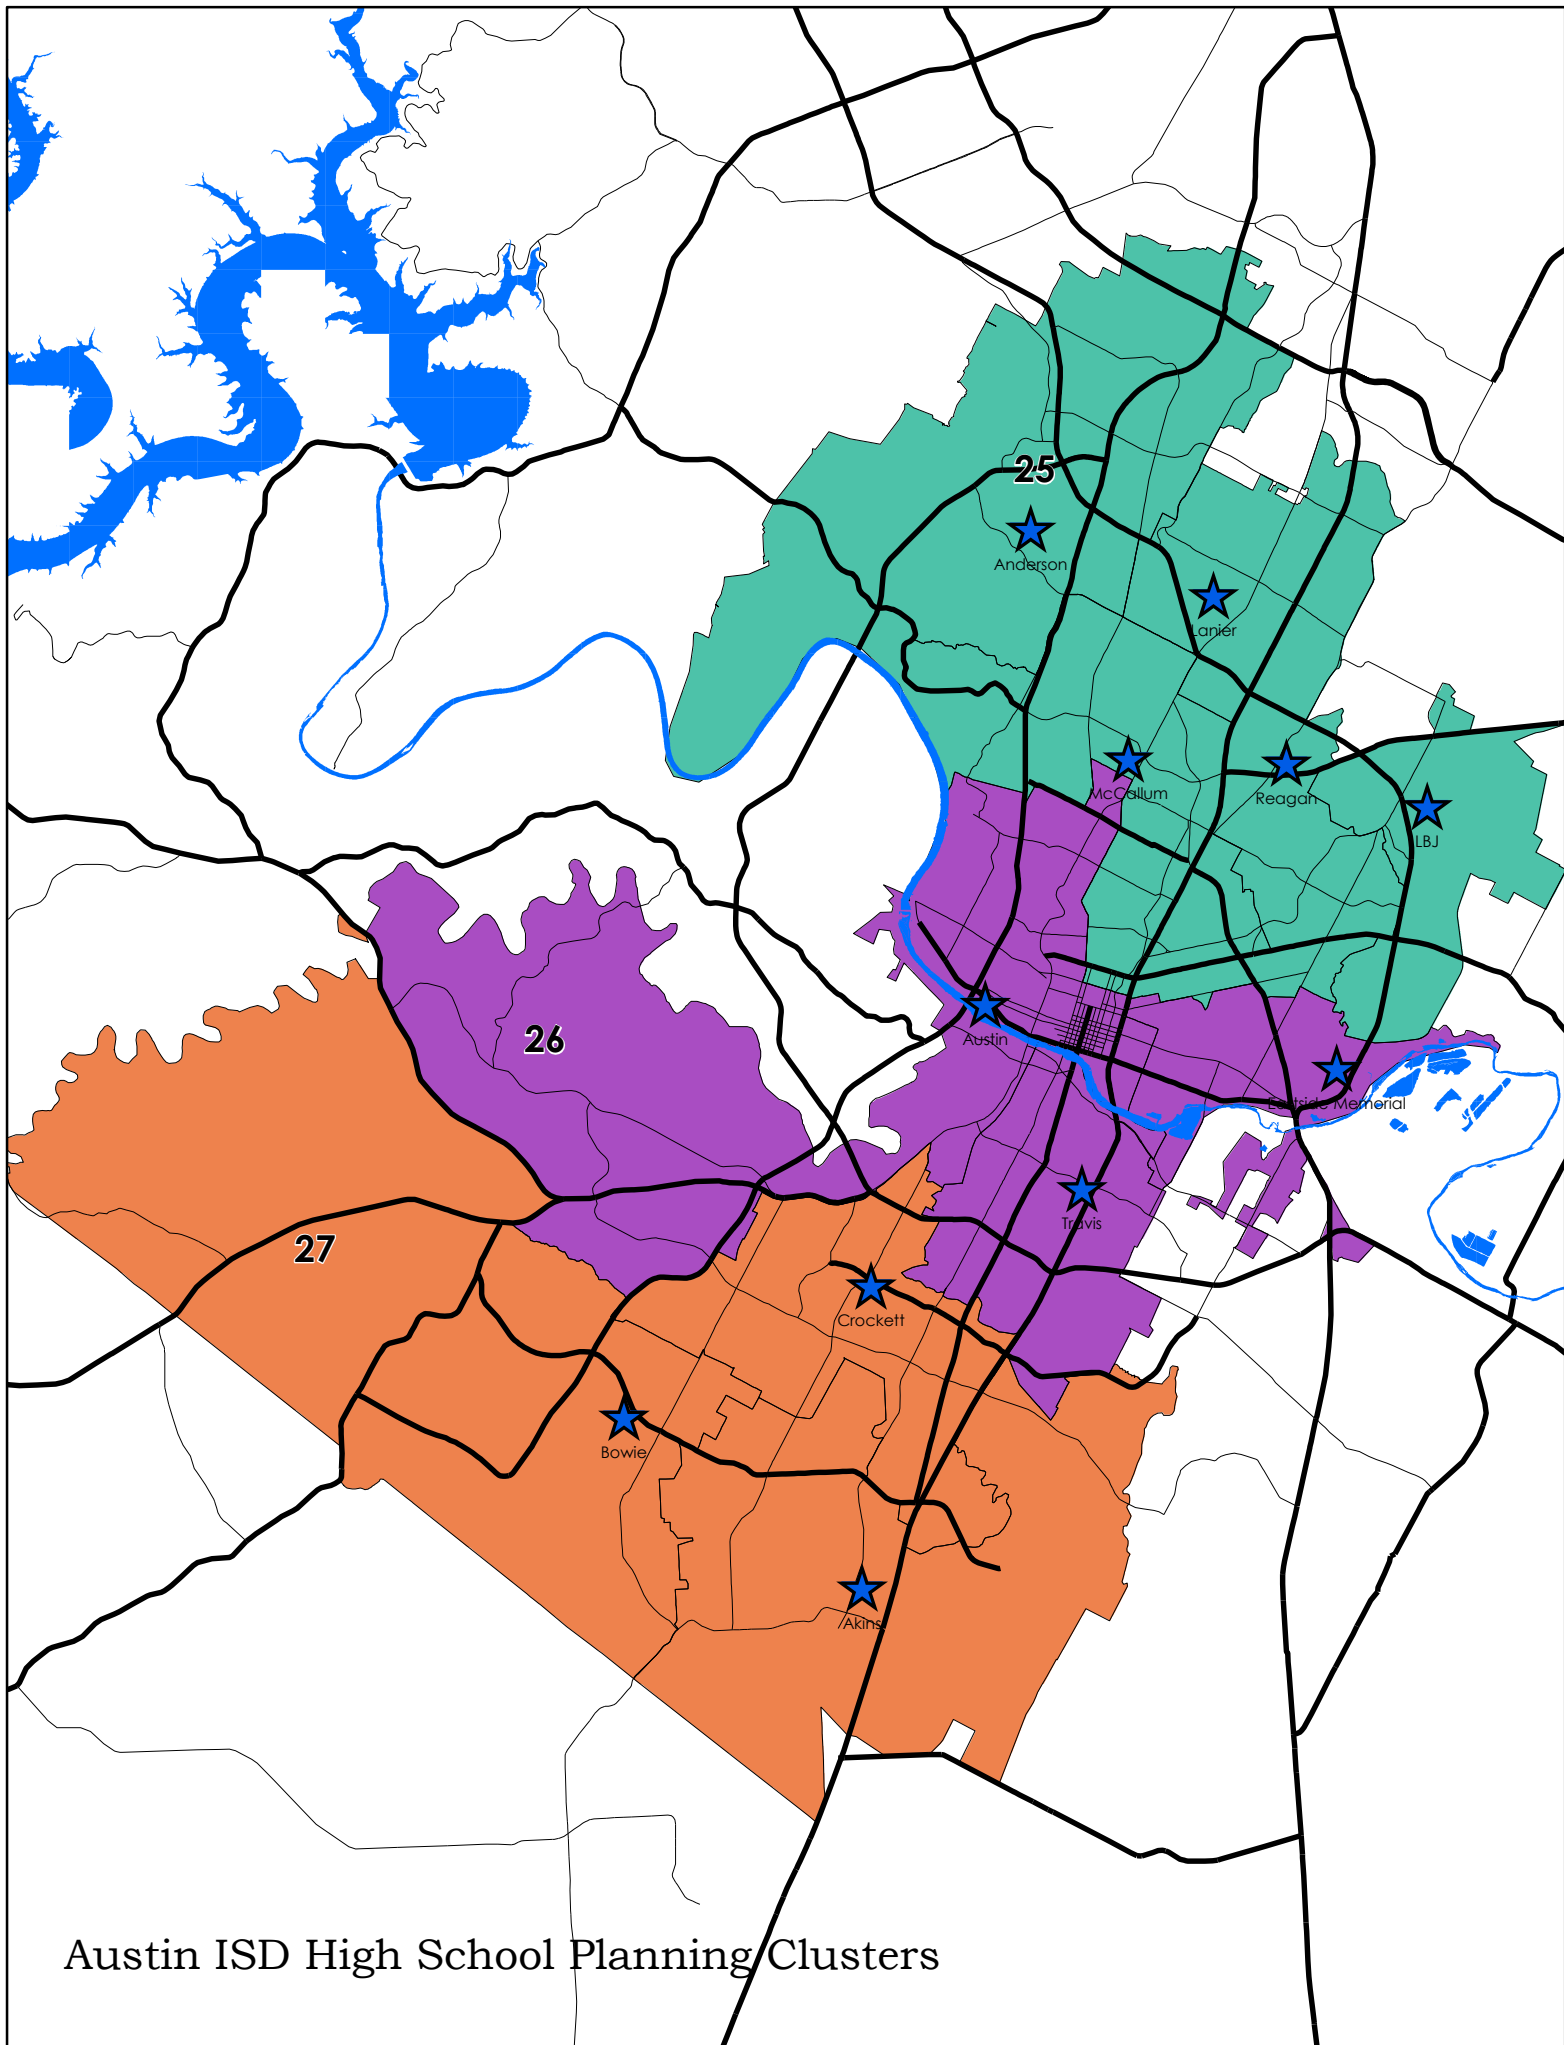 25
Anderson
Lanier
McCallum
Reagan
LBJ
26
Austin
Eastside Memorial
Travis
27
Crockett
Bowie
Akins
Austin ISD High School Planning Clusters